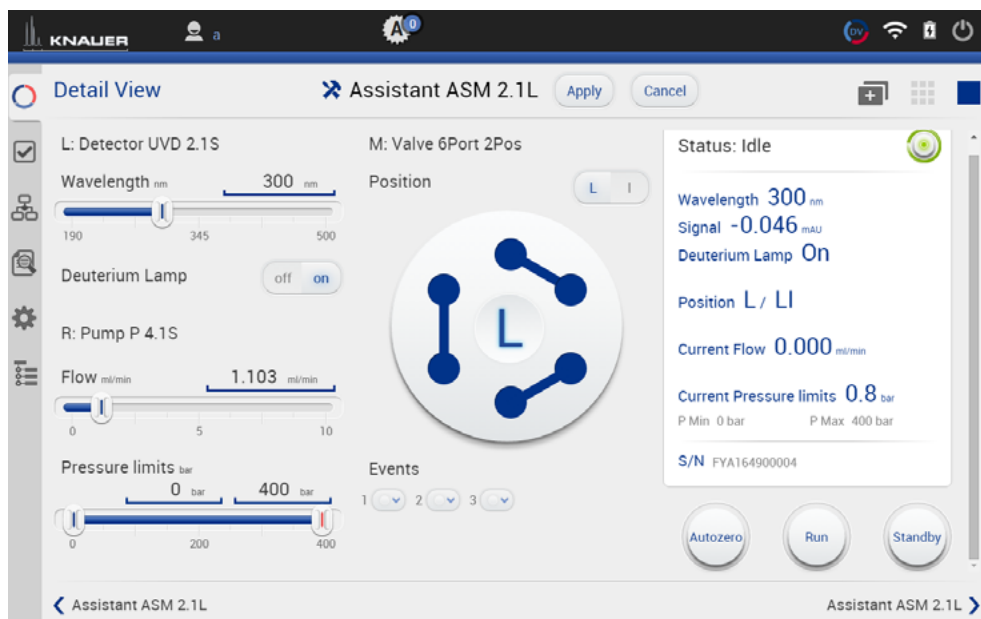 KNAUER a A 0 DV
Detail View Assistant ASM 2.1L Apply Cancel
L: Detector UVD 2.1S
Wavelength nm 300 nm
190 345 500
Deuterium Lamp off on
R: Pump P 4.1S
Flow ml/min 1.103 ml/min
0 5 10
Pressure limits bar
0 bar 400 bar
0 200 400
M: Valve 6Port 2Pos
Position L I
L
Events
1 2 3
Status: Idle
Wavelength 300 nm
Signal -0.046 mAU
Deuterium Lamp On
Position L / LI
Current Flow 0.000 ml/min
Current Pressure limits 0.8 bar
P Min 0 bar P Max 400 bar
S/N FYA164900004
Autozero Run Standby
Assistant ASM 2.1L Assistant ASM 2.1L